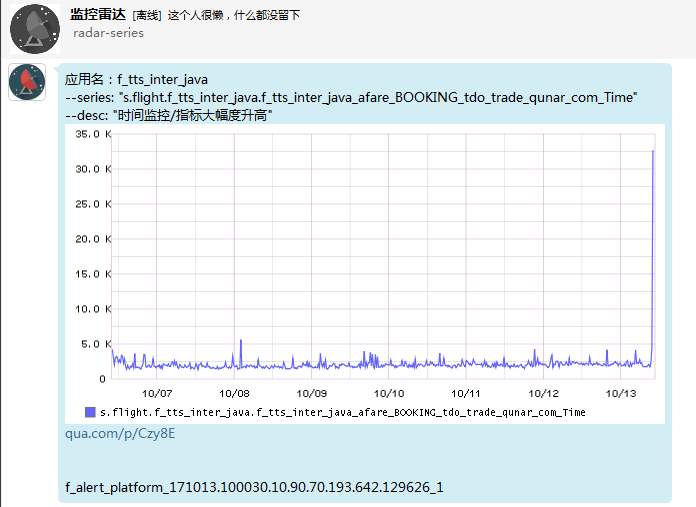 监控雷达 [离线] 这个人很懒，什么都没留下
radar-series
应用名：f_tts_inter_java
--series: "s.flight.f_tts_inter_java.f_tts_inter_java_afare_BOOKING_tdo_trade_qunar_com_Time"
--desc: "时间监控/指标大幅度升高"
35.0 K
30.0 K
25.0 K
20.0 K
15.0 K
10.0 K
5.0 K
0
10/07 10/08 10/09 10/10 10/11 10/12 10/13
s.flight.f_tts_inter_java.f_tts_inter_java_afare_BOOKING_tdo_trade_qunar_com_Time
qua.com/p/Czy8E
f_alert_platform_171013.100030.10.90.70.193.642.129626_1